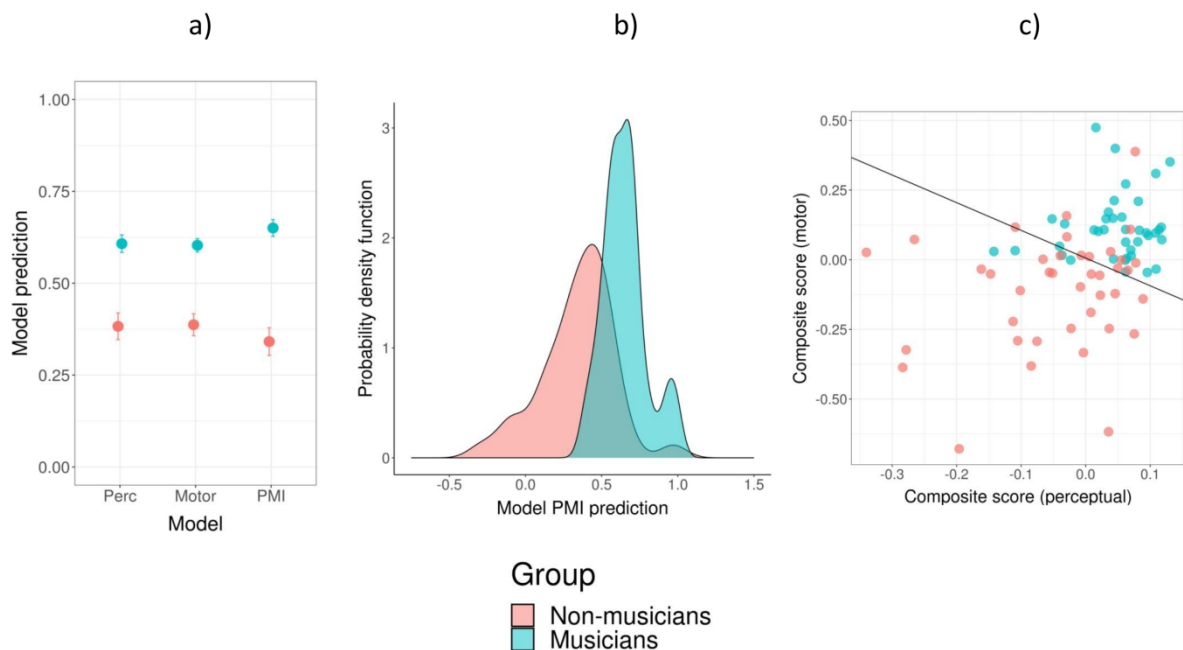 a)
b)
c)
1.00
0.75
0.50
0.25
0.00
Model prediction
Perc Motor PMI
Model
3
2
1
0
Probability density function
-0.5 0.0 0.5 1.0 1.5
Model PMI prediction
0.50
0.25
0.00
-0.25
-0.50
Composite score (motor)
-0.3 -0.2 -0.1 0.0 0.1
Composite score (perceptual)
Group
Non-musicians
Musicians